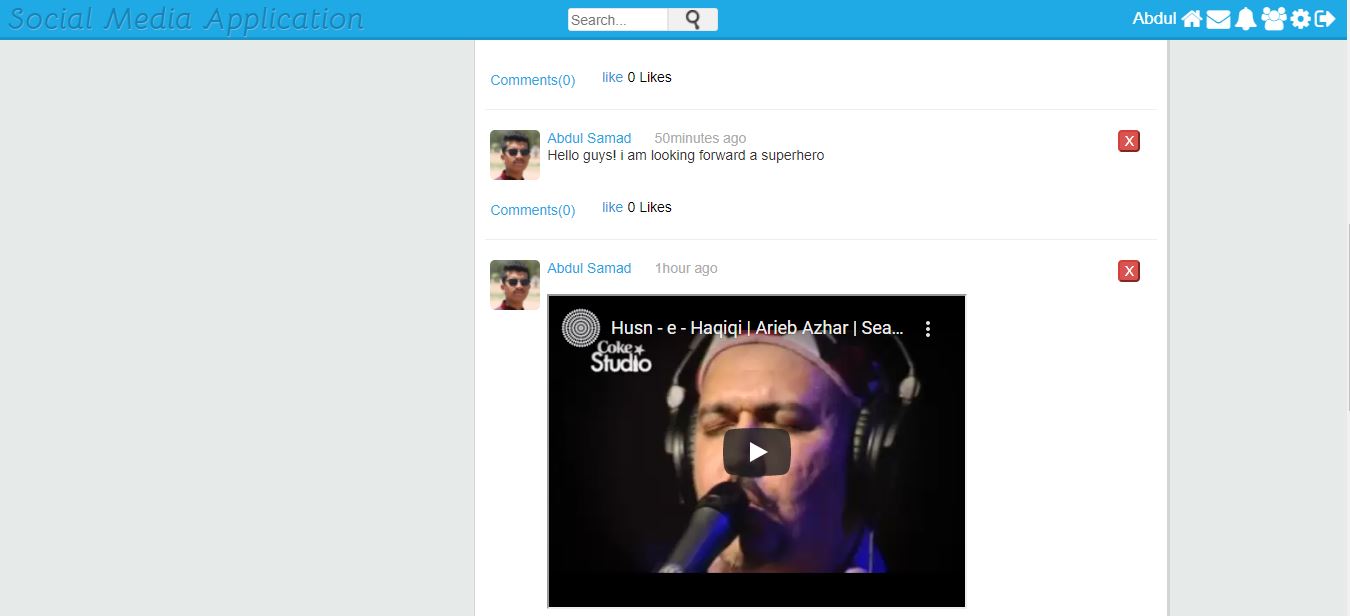 Social Media Application
Search...
Abdul
Comments(0) like 0 Likes
Abdul Samad 50minutes ago X
Hello guys! i am looking forward a superhero
Comments(0) like 0 Likes
Abdul Samad 1hour ago X
Husn - e - Haqiqi | Arieb Azhar | Sea...
Coke
Studio